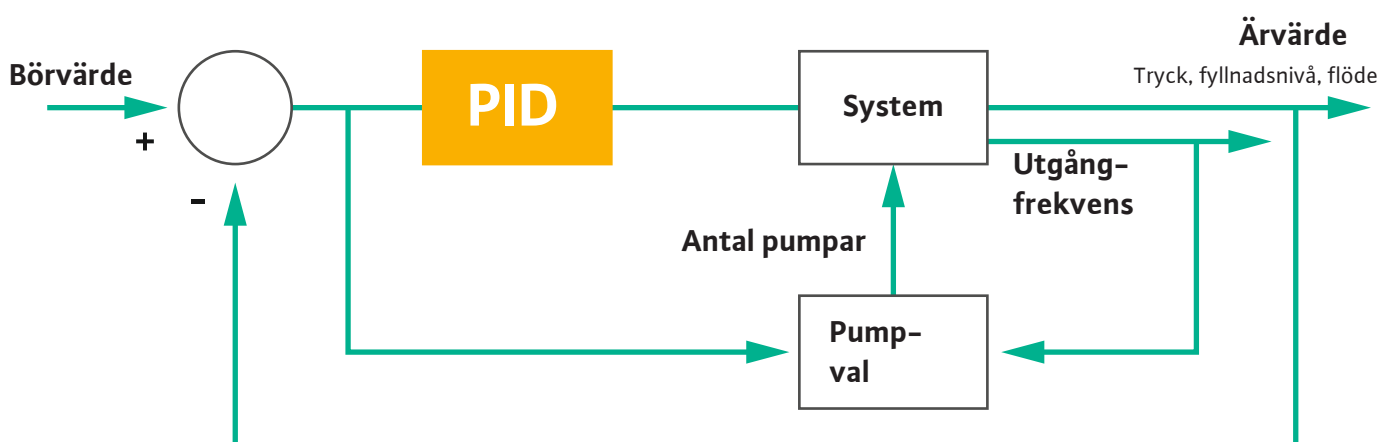 Börvärde
+
-
PID
System
Ärvärde
Tryck, fyllnadsnivå, flöde
Utgång-
frekvens
Antal pumpar
Pump-
val